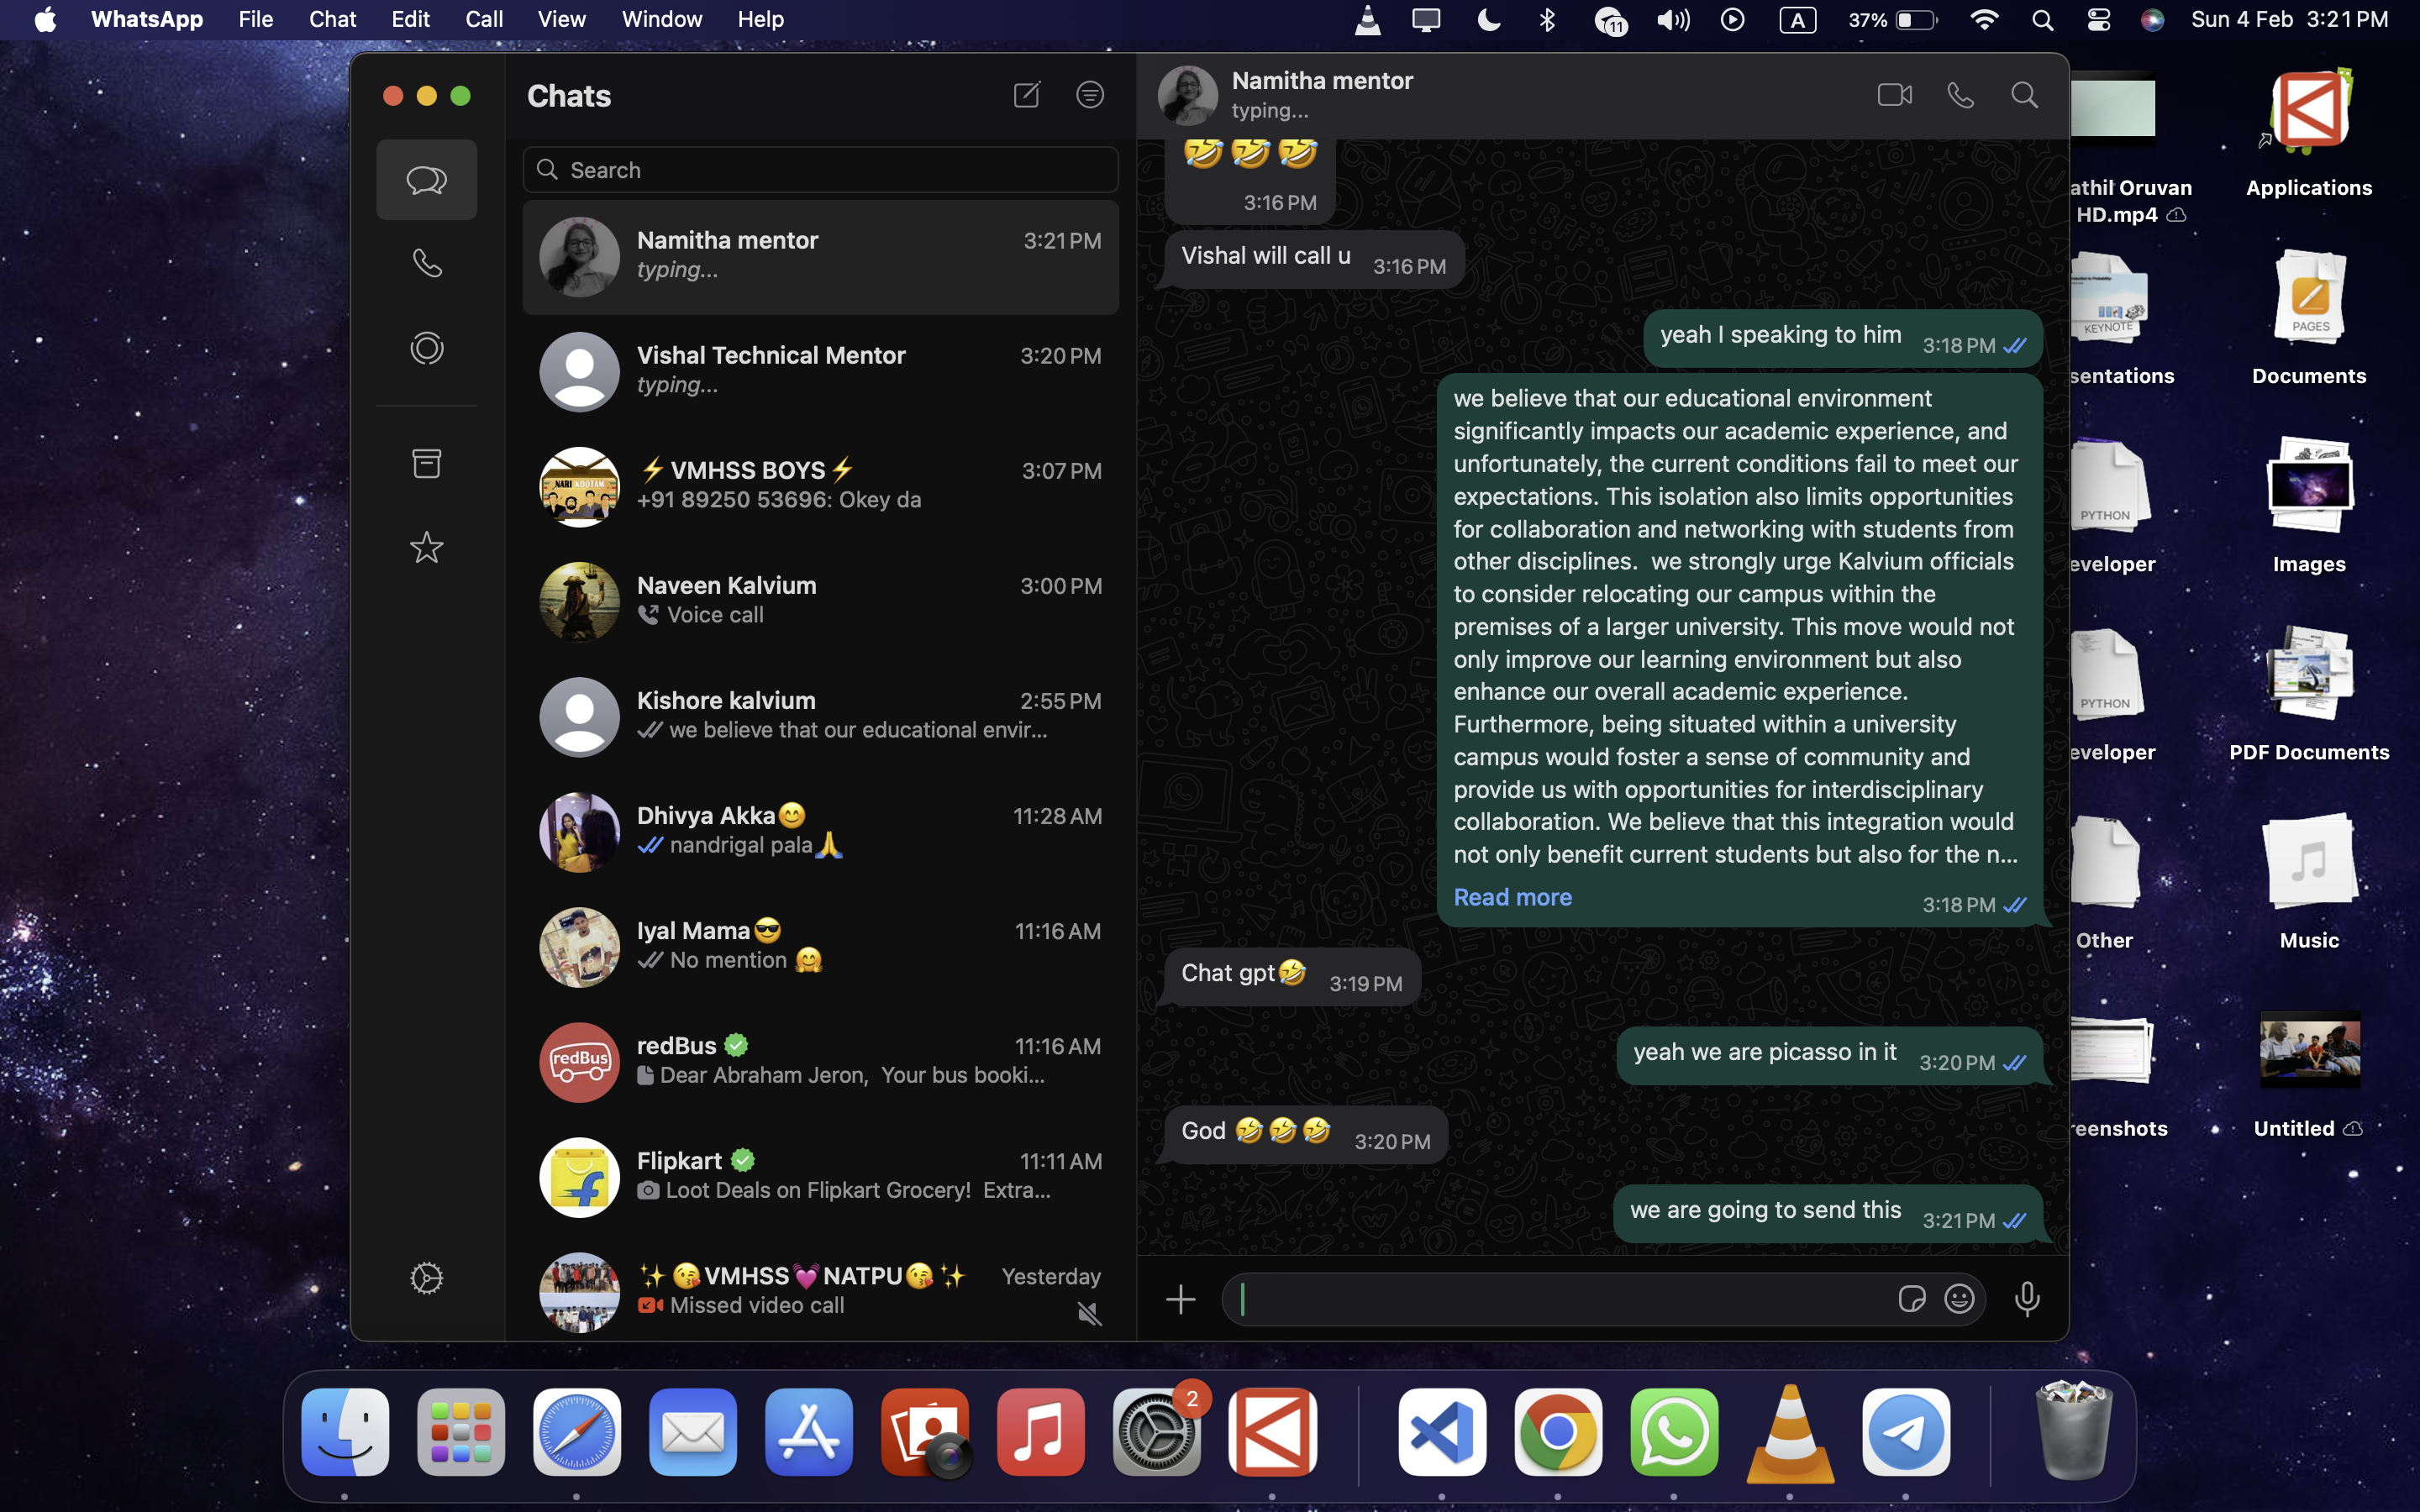 WhatsApp File Chat Edit Call View Window Help 11 A 37% Sun 4 Feb 3:21 PM
Chats
Search
Namitha mentor 3:21 PM
typing...
Vishal Technical Mentor 3:20 PM
typing...
⚡VMHSS BOYS⚡ 3:07 PM
+91 89250 53696: Okey da
NARI KOOTAM
Naveen Kalvium 3:00 PM
Voice call
Kishore kalvium 2:55 PM
we believe that our educational envir...
Dhivya Akka😊 11:28 AM
nandrigal pala🙏
Iyal Mama😎 11:16 AM
No mention 🤗
redBus
redBus 11:16 AM
Dear Abraham Jeron, Your bus booki...
Flipkart 11:11 AM
Loot Deals on Flipkart Grocery! Extra...
✨😘VMHSS💓NATPU😘✨ Yesterday
Missed video call
Namitha mentor
typing...
🤣🤣🤣
3:16 PM
Vishal will call u 3:16 PM
yeah I speaking to him 3:18 PM
we believe that our educational environment
significantly impacts our academic experience, and
unfortunately, the current conditions fail to meet our
expectations. This isolation also limits opportunities
for collaboration and networking with students from
other disciplines. we strongly urge Kalvium officials
to consider relocating our campus within the
premises of a larger university. This move would not
only improve our learning environment but also
enhance our overall academic experience.
Furthermore, being situated within a university
campus would foster a sense of community and
provide us with opportunities for interdisciplinary
collaboration. We believe that this integration would
not only benefit current students but also for the n...
Read more 3:18 PM
Chat gpt🤣 3:19 PM
yeah we are picasso in it 3:20 PM
God 🤣🤣🤣 3:20 PM
we are going to send this 3:21 PM
athil Oruvan
HD.mp4
Applications
KEYNOTE
sentations
PAGES
Documents
PYTHON
eveloper
Images
PYTHON
eveloper
PDF Documents
Other
Music
reenshots
Untitled
2